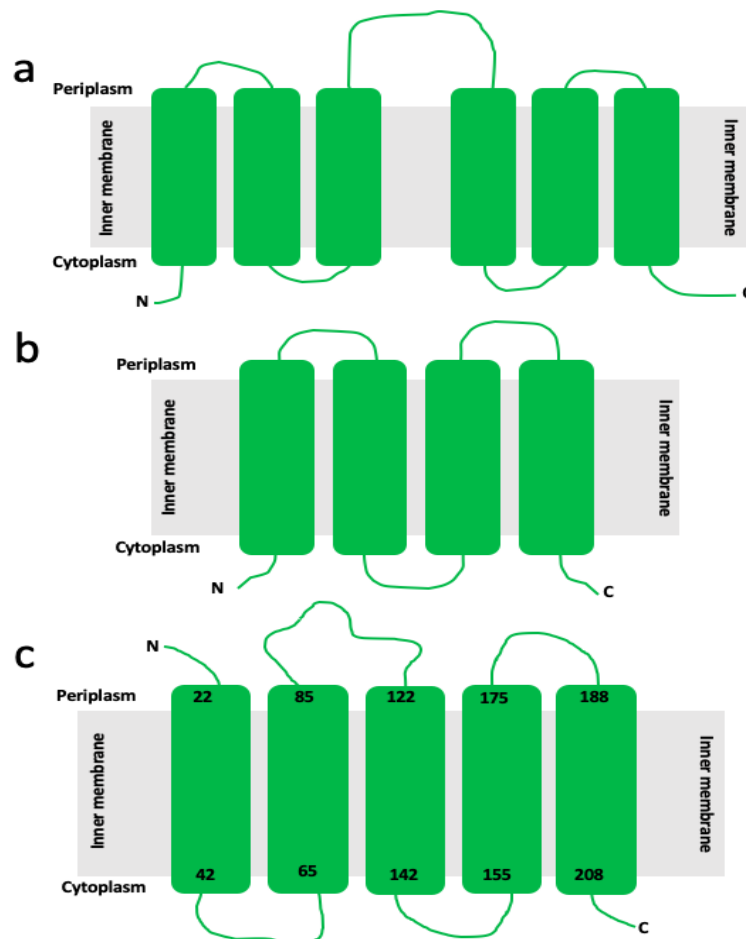 a
Periplasm
Inner membrane
Inner membrane
Cytoplasm
N
C
b
Periplasm
Inner membrane
Inner membrane
Cytoplasm
N
C
c
N
Periplasm
22 85 122 175 188
Inner membrane
Inner membrane
42 65 142 155 208
Cytoplasm
C